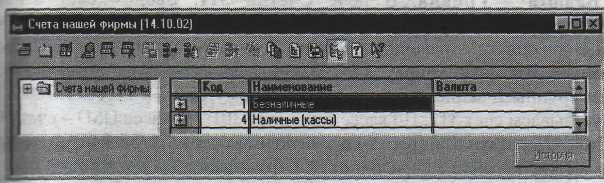 Счета нашей фирмы (14.10.02)
Счета нашей фирмы
Код Наименование Валюта
1 Безналичные
4 Наличные (кассы)
История